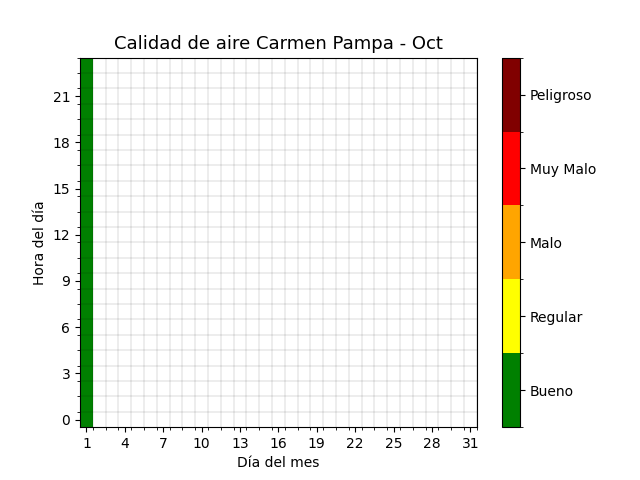 Calidad de aire Carmen Pampa - Oct
Hora del día
21
18
15
12
9
6
3
0
1 4 7 10 13 16 19 22 25 28 31
Día del mes
Peligroso
Muy Malo
Malo
Regular
Bueno